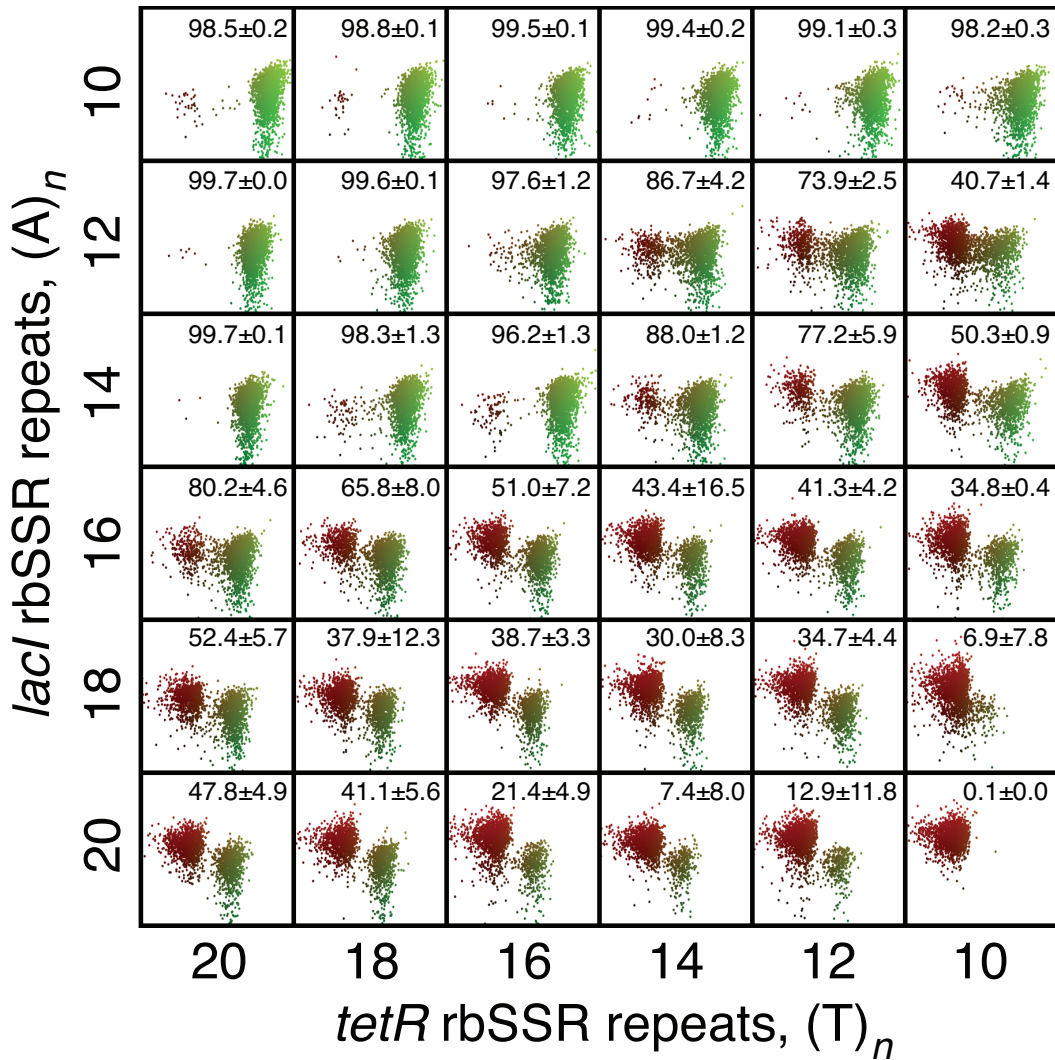 98.5±0.2 98.8±0.1 99.5±0.1 99.4±0.2 99.1±0.3 98.2±0.3
10
99.7±0.0 99.6±0.1 97.6±1.2 86.7±4.2 73.9±2.5 40.7±1.4
12
99.7±0.1 98.3±1.3 96.2±1.3 88.0±1.2 77.2±5.9 50.3±0.9
14
80.2±4.6 65.8±8.0 51.0±7.2 43.4±16.5 41.3±4.2 34.8±0.4
16
52.4±5.7 37.9±12.3 38.7±3.3 30.0±8.3 34.7±4.4 6.9±7.8
18
47.8±4.9 41.1±5.6 21.4±4.9 7.4±8.0 12.9±11.8 0.1±0.0
20
lacI rbSSR repeats, (A)n
20 18 16 14 12 10
tetR rbSSR repeats, (T)n